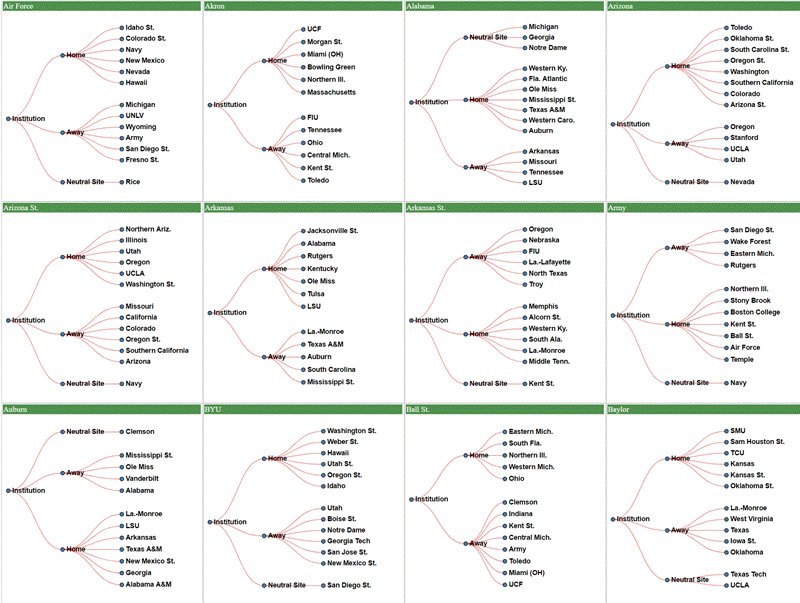 Air Force
Institution
Home
Idaho St.
Colorado St.
Navy
New Mexico
Nevada
Hawaii
Away
Michigan
UNLV
Wyoming
Army
San Diego St.
Fresno St.
Neutral Site
Rice
Akron
Institution
Home
UCF
Morgan St.
Miami (OH)
Bowling Green
Northern Ill.
Massachusetts
Away
FIU
Tennessee
Ohio
Central Mich.
Kent St.
Toledo
Alabama
Institution
Neutral Site
Michigan
Georgia
Notre Dame
Home
Western Ky.
Fla. Atlantic
Ole Miss
Mississippi St.
Texas A&M
Western Caro.
Auburn
Away
Arkansas
Missouri
Tennessee
LSU
Arizona
Institution
Home
Toledo
Oklahoma St.
South Carolina St.
Oregon St.
Washington
Southern California
Colorado
Arizona St.
Away
Oregon
Stanford
UCLA
Utah
Neutral Site
Nevada
Arizona St.
Institution
Home
Northern Ariz.
Illinois
Utah
Oregon
UCLA
Washington St.
Away
Missouri
California
Colorado
Oregon St.
Southern California
Arizona
Neutral Site
Navy
Arkansas
Institution
Home
Jacksonville St.
Alabama
Rutgers
Kentucky
Ole Miss
Tulsa
LSU
Away
La.-Monroe
Texas A&M
Auburn
South Carolina
Mississippi St.
Arkansas St.
Institution
Away
Oregon
Nebraska
FIU
La.-Lafayette
North Texas
Troy
Home
Memphis
Alcorn St.
Western Ky.
South Ala.
La.-Monroe
Middle Tenn.
Neutral Site
Kent St.
Army
Institution
Away
San Diego St.
Wake Forest
Eastern Mich.
Rutgers
Home
Northern Ill.
Stony Brook
Boston College
Kent St.
Ball St.
Air Force
Temple
Neutral Site
Navy
Auburn
Institution
Neutral Site
Clemson
Away
Mississippi St.
Ole Miss
Vanderbilt
Alabama
Home
La.-Monroe
LSU
Arkansas
Texas A&M
New Mexico St.
Georgia
Alabama A&M
BYU
Institution
Home
Washington St.
Weber St.
Hawaii
Utah St.
Oregon St.
Idaho
Away
Utah
Boise St.
Notre Dame
Georgia Tech
San Jose St.
New Mexico St.
Neutral Site
San Diego St.
Ball St.
Institution
Home
Eastern Mich.
South Fla.
Northern Ill.
Western Mich.
Ohio
Away
Clemson
Indiana
Kent St.
Central Mich.
Army
Toledo
Miami (OH)
UCF
Baylor
Institution
Home
SMU
Sam Houston St.
TCU
Kansas
Kansas St.
Oklahoma St.
Away
La.-Monroe
West Virginia
Texas
Iowa St.
Oklahoma
Neutral Site
Texas Tech
UCLA